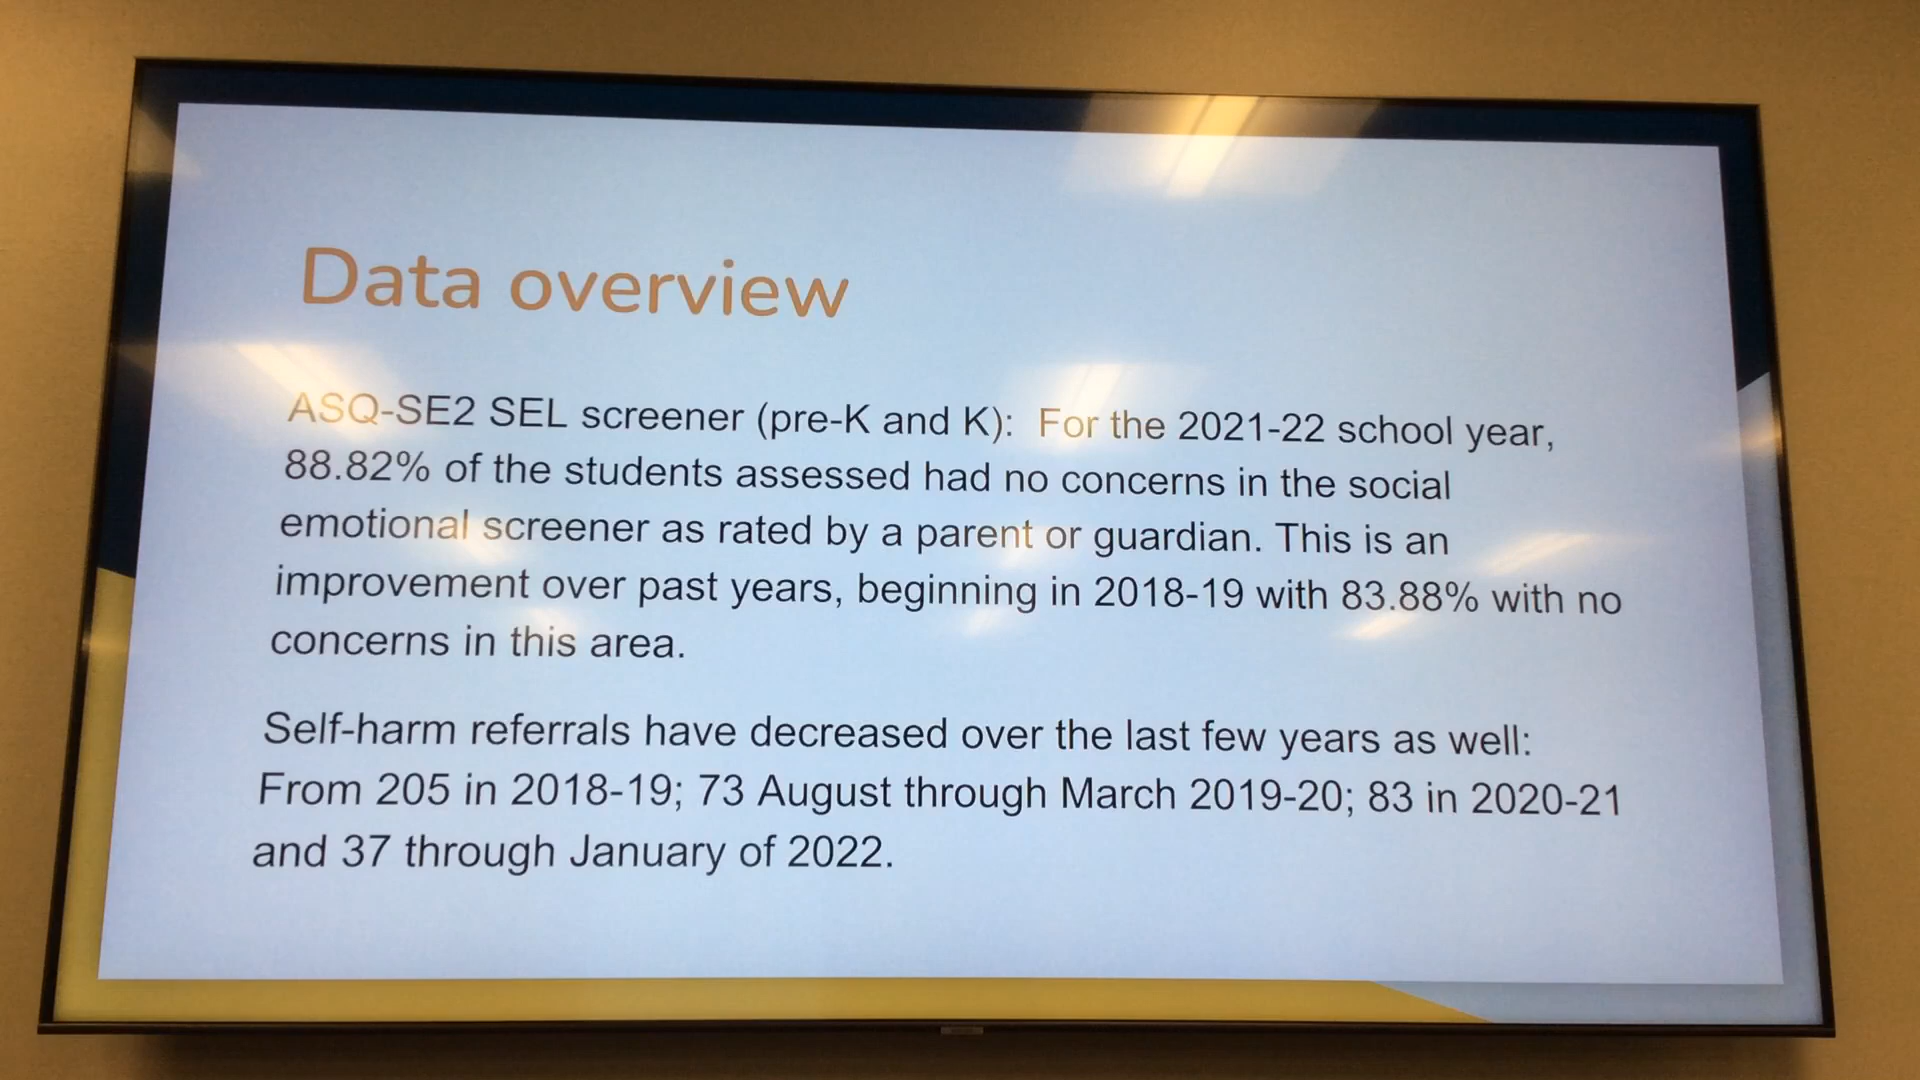 Data overview
ASQ-SE2 SEL screener (pre-K and K):  For the 2021-22 school year,
88.82% of the students assessed had no concerns in the social
emotional screener as rated by a parent or guardian. This is an
improvement over past years, beginning in 2018-19 with 83.88% with no
concerns in this area.
Self-harm referrals have decreased over the last few years as well:
From 205 in 2018-19; 73 August through March 2019-20; 83 in 2020-21
and 37 through January of 2022.